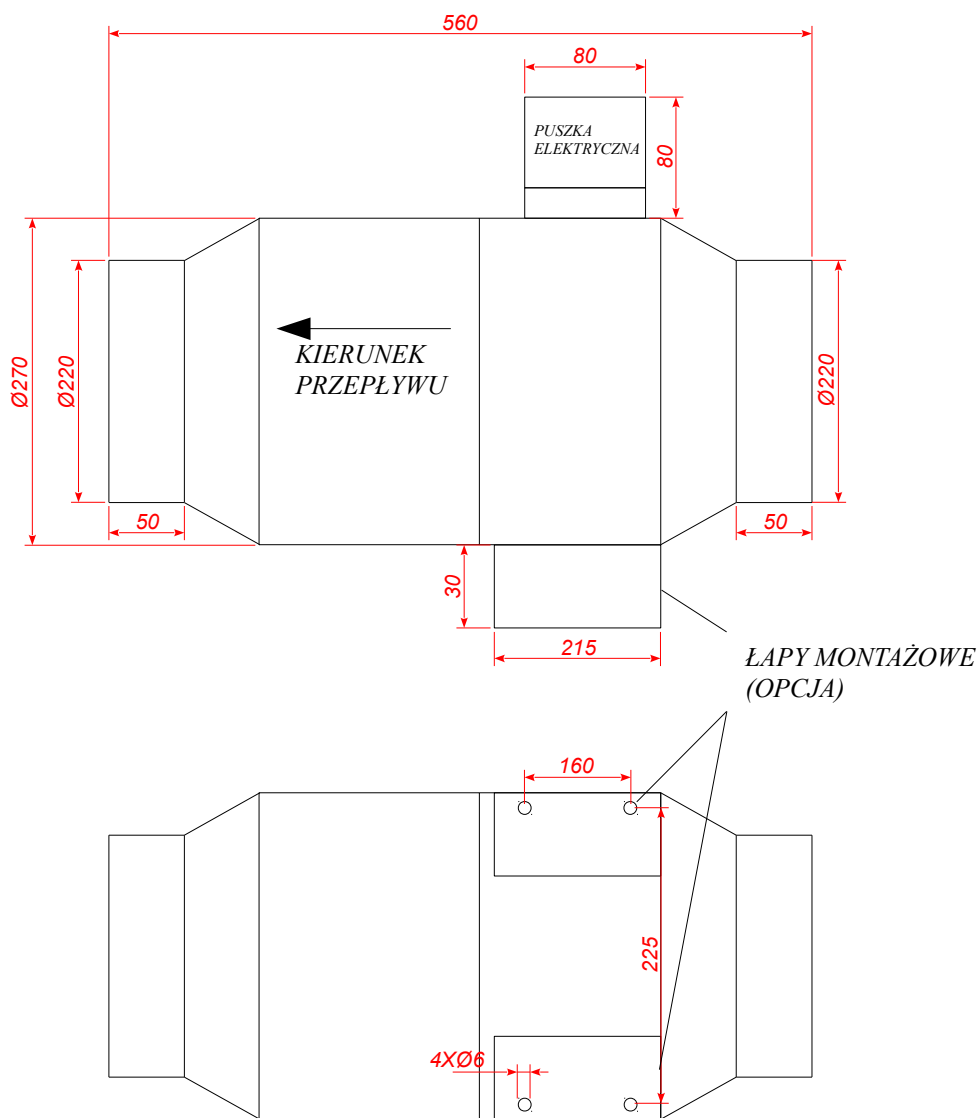 560
80
PUSZKA
ELEKTRYCZNA
80
Ø270
Ø220
KIERUNEK
PRZEPŁYWU
Ø220
50
50
30
215
ŁAPY MONTAŻOWE
(OPCJA)
160
225
4XØ6